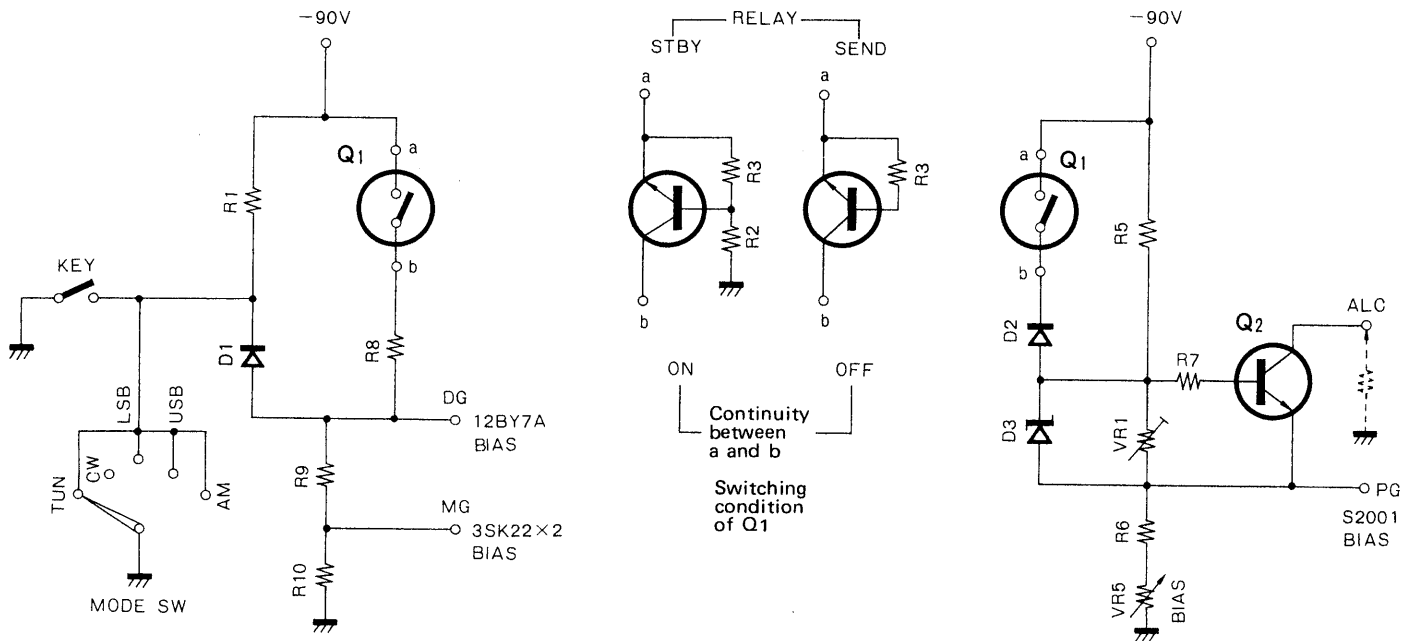 -90V
R1
Q1
a
b
KEY
D1
R8
DG
12BY7A
BIAS
LSB
USB
CW
TUN
AM
MODE SW
R9
MG
3SK22×2
BIAS
R10
RELAY
STBY
SEND
a
a
R3
R2
R3
b
b
ON
OFF
Continuity
between
a and b
Switching
condition
of Q1
-90V
a
Q1
b
R5
D2
D3
R7
Q2
ALC
VR1
PG
S2001
BIAS
R6
VR5
BIAS